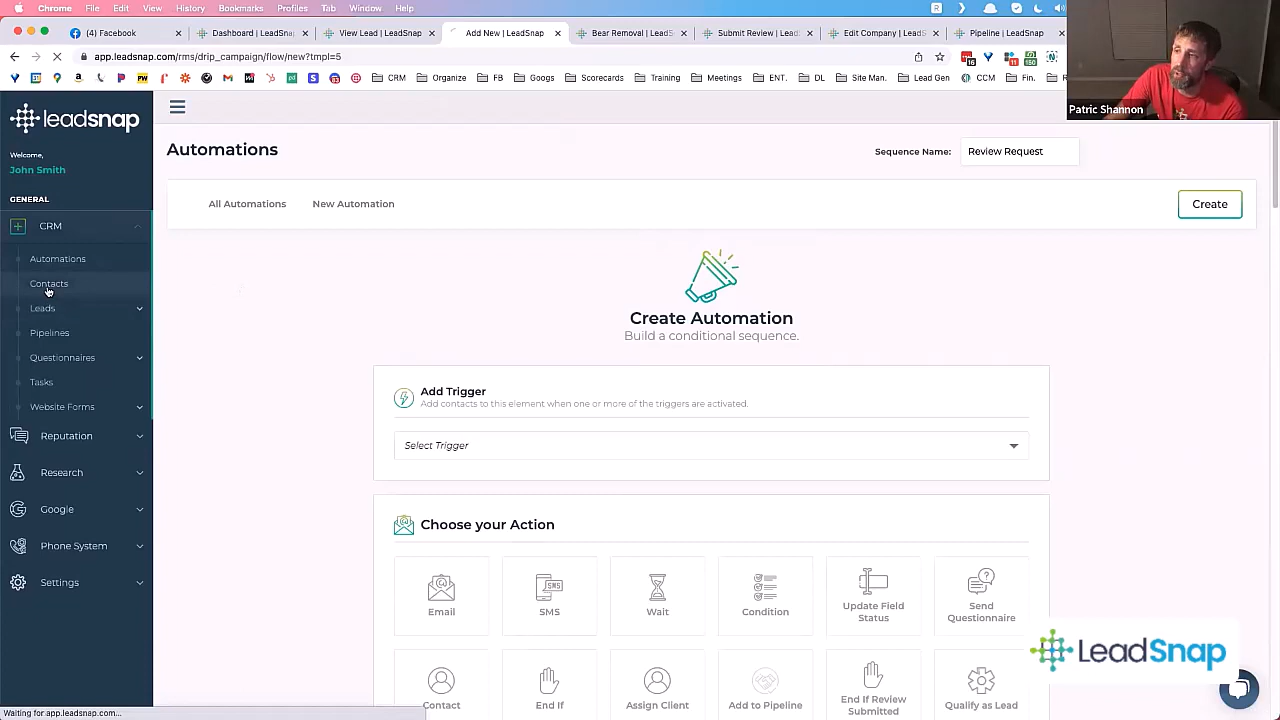 Chrome File Edit View History Bookmarks Profiles Tab Window Help
(4) Facebook
Dashboard | LeadSna
View Lead | LeadSnap
Add New | LeadSnap
Bear Removal | LeadS
Submit Review | Lead
Edit Company | LeadS
Pipeline | LeadSnap
app.leadsnap.com/rms/drip_campaign/flow/new?tmpl=5
CRM
Organize
FB
Goog
Scorecards
Training
Meetings
INT.
DL
Site Man.
Lead Gen
CCM
Fin.
Patric Shannon
leadsnap
Welcome,
John Smith
GENERAL
CRM
Automations
Contacts
Leads
Pipelines
Questionnaires
Tasks
Website Forms
Reputation
Research
Google
Phone System
Settings
Automations
Sequence Name:
Review Request
All Automations
New Automation
Create
Create Automation
Build a conditional sequence.
Add Trigger
Add contacts to this element when one or more of the triggers are activated.
Select Trigger
Choose your Action
Email
SMS
Wait
Condition
Update Field
Status
Send
Questionnaire
Contact
End If
Assign Client
Add to Pipeline
End If Review
Submitted
Qualify as Lead
LeadSnap
Waiting for app.leadsnap.com...